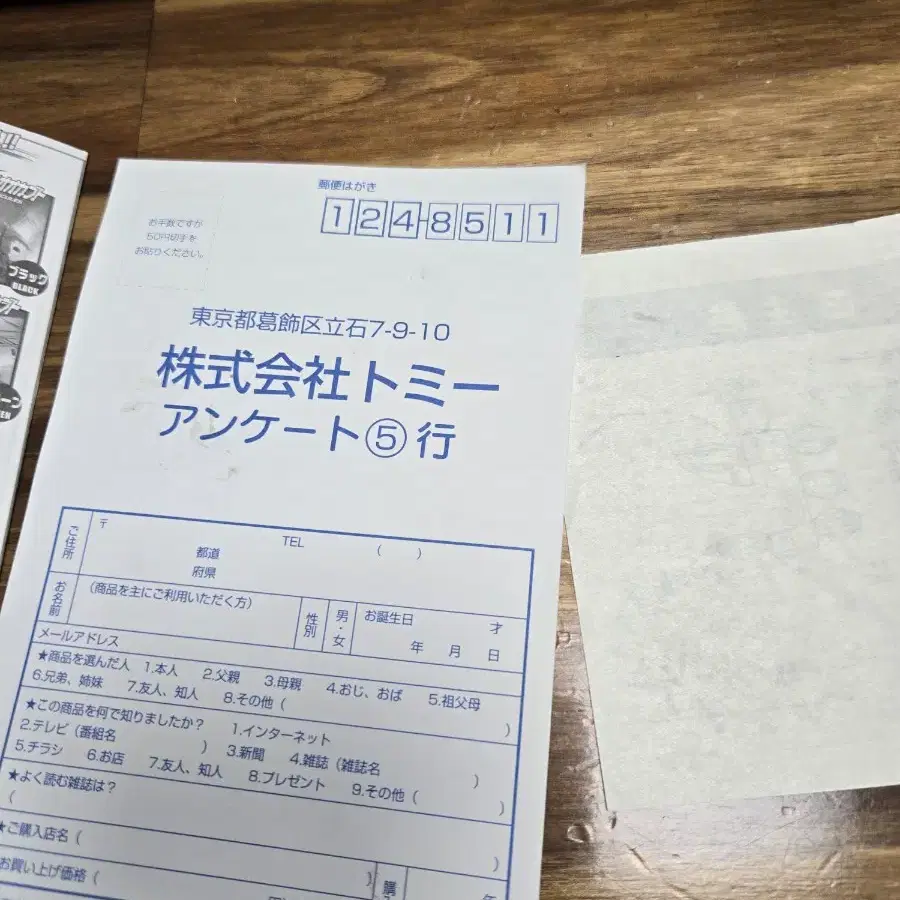 ブラック
BLACK
郵便はがき
1248511
お手数ですが
50円切手を
お貼りください。
東京都葛飾区立石7-9-10
株式会社トミー
アンケート⑤行
ご住所
〒
TEL ( )
都道
府県
お名前
(商品を主にご利用いただく方)
性別
男・女
お誕生日 才
年 月 日
メールアドレス
★商品を選んだ人 1.本人 2.父親 3.母親 4.おじ、おば 5.祖父母
6.兄弟、姉妹 7.友人、知人 8.その他 ( )
★この商品を何で知りましたか? 1.インターネット
2.テレビ (番組名 ) 3.新聞 4.雑誌 (雑誌名 )
5.チラシ 6.お店 7.友人、知人 8.プレゼント 9.その他 ( )
★よく読む雑誌は?
(
★ご購入店名 ( )
お買い上げ価格 ( )
購
年